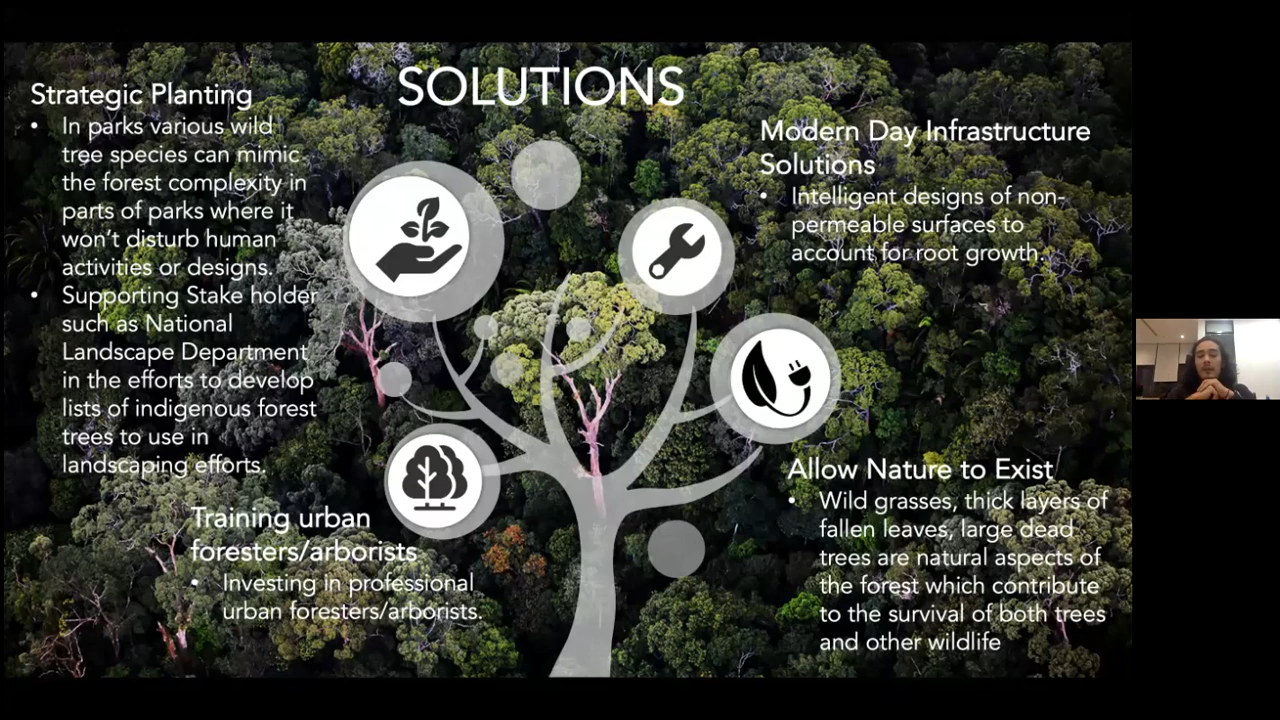 SOLUTIONS
Strategic Planting
• In parks various wild
tree species can mimic
the forest complexity in
parts of parks where it
won't disturb human
activities or designs.
• Supporting Stake holder
such as National
Landscape Department
in the efforts to develop
lists of indigenous forest
trees to use in
landscaping efforts.
Training urban
foresters/arborists
• Investing in professional
urban foresters/arborists.
Modern Day Infrastructure
Solutions
• Intelligent designs of non-
permeable surfaces to
account for root growth.
Allow Nature to Exist
• Wild grasses, thick layers of
fallen leaves, large dead
trees are natural aspects of
the forest which contribute
to the survival of both trees
and other wildlife